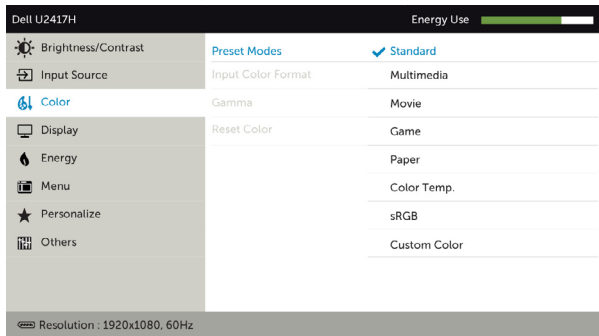 Dell U2417H
Energy Use
Brightness/Contrast
Input Source
Color
Display
Energy
Menu
Personalize
Others
Preset Modes
Input Color Format
Gamma
Reset Color
Standard
Multimedia
Movie
Game
Paper
Color Temp.
sRGB
Custom Color
Resolution : 1920x1080, 60Hz